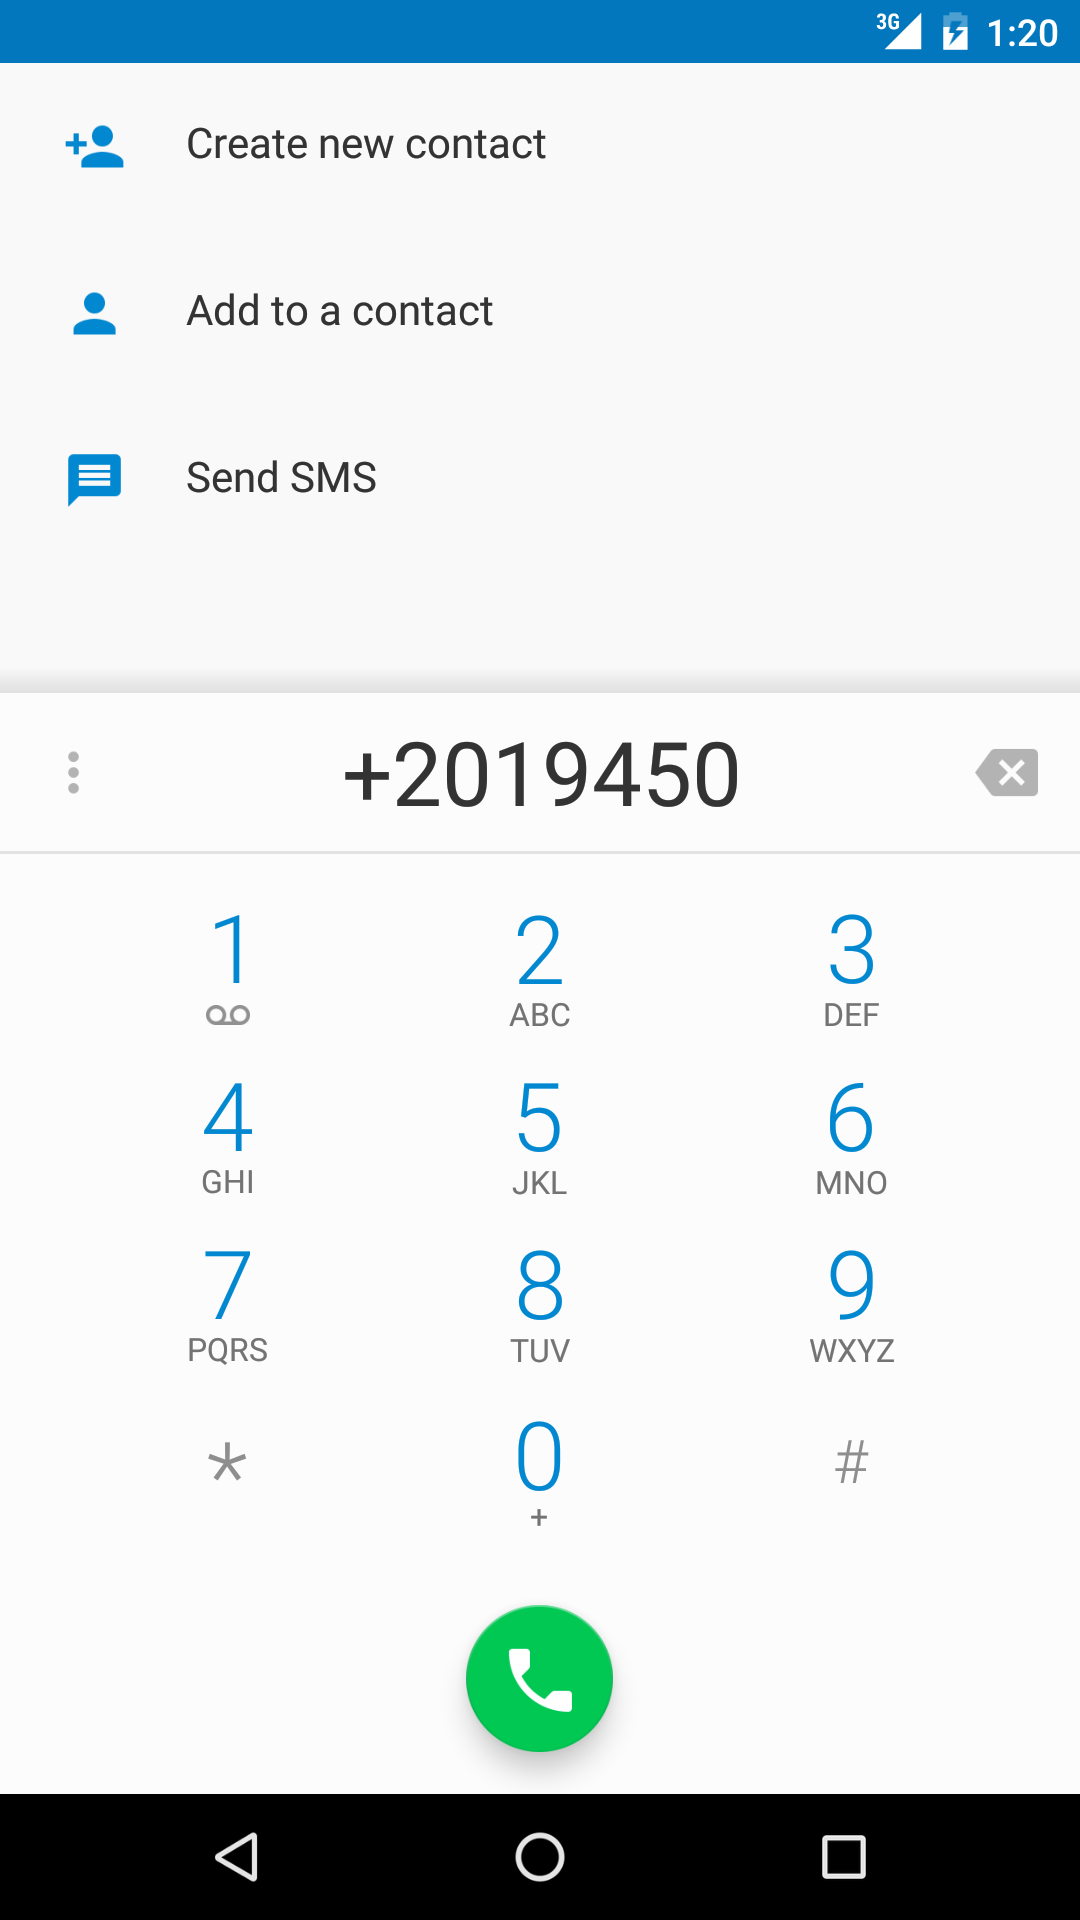 3G 1:20
Create new contact
Add to a contact
Send SMS
+2019450
1 2 3
ABC DEF
4 5 6
GHI JKL MNO
7 8 9
PQRS TUV WXYZ
* 0 #
+